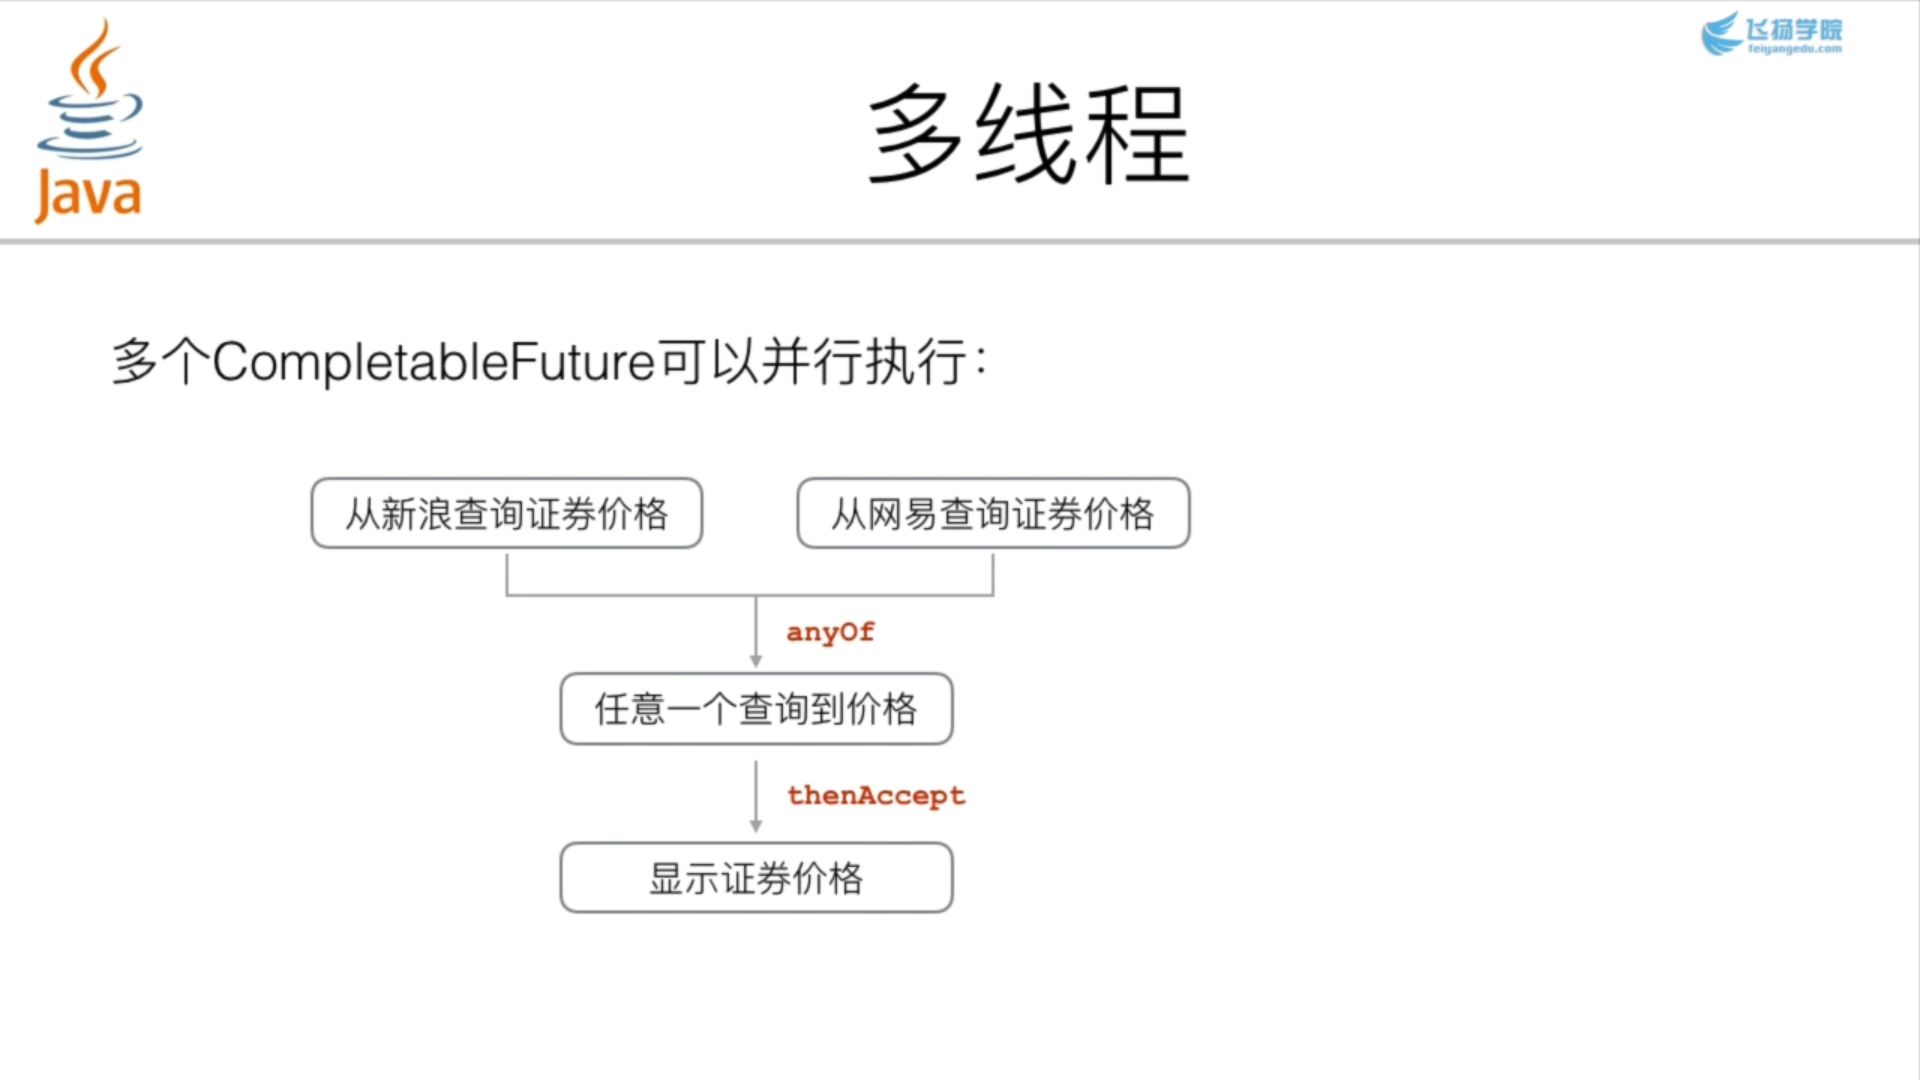 Java
飞扬学院
feiyangedu.com
多线程
多个CompletableFuture可以并行执行：
从新浪查询证券价格
从网易查询证券价格
anyOf
任意一个查询到价格
thenAccept
显示证券价格